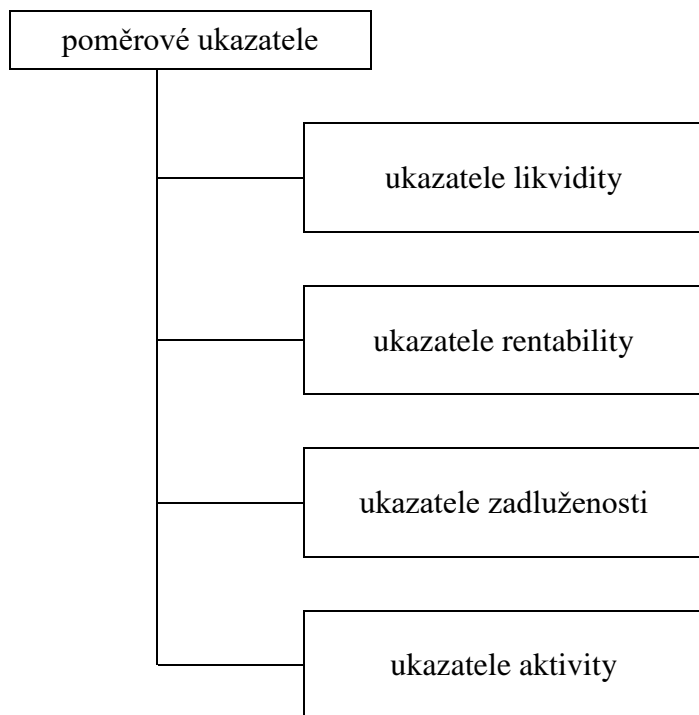 poměrové ukazatele
ukazatele likvidity
ukazatele rentability
ukazatele zadluženosti
ukazatele aktivity